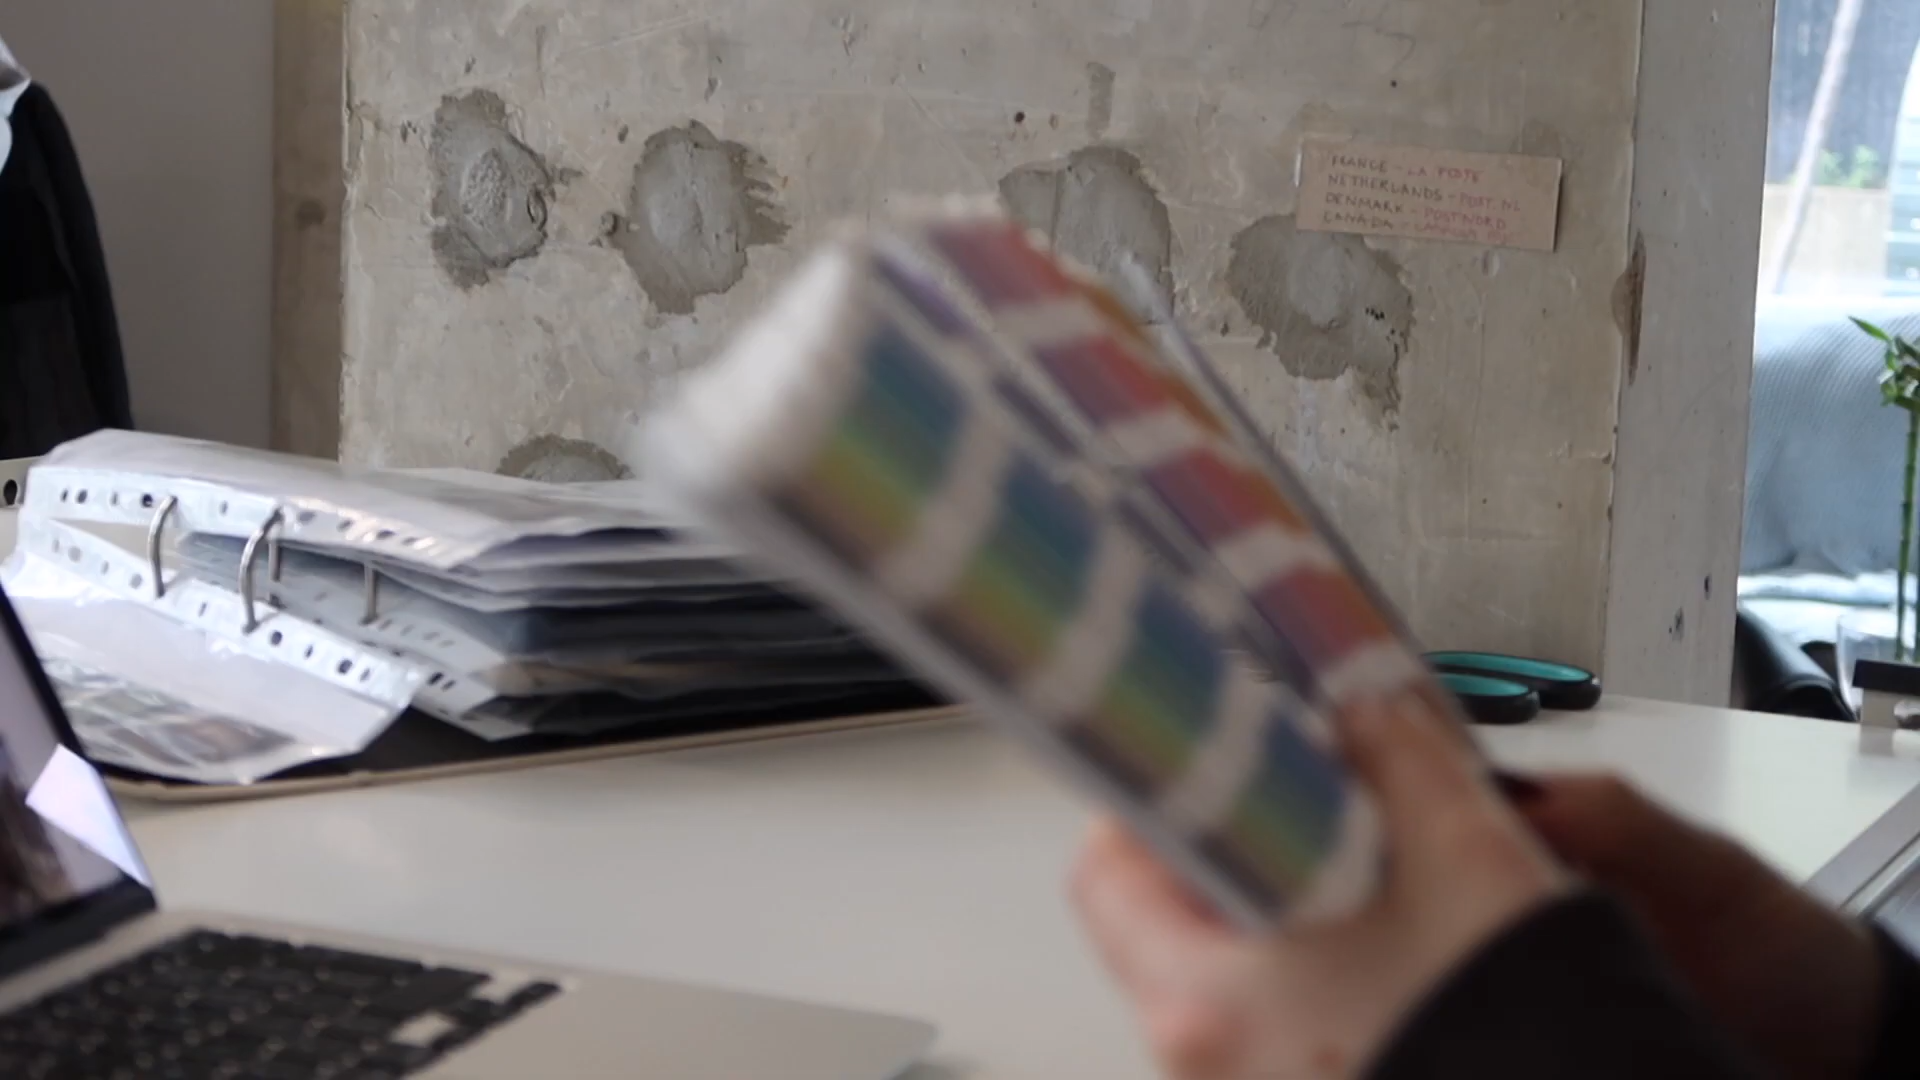 FRANCE - LA POSTE
NETHERLANDS - POST NL
DENMARK - POSTNORD
CANADA -